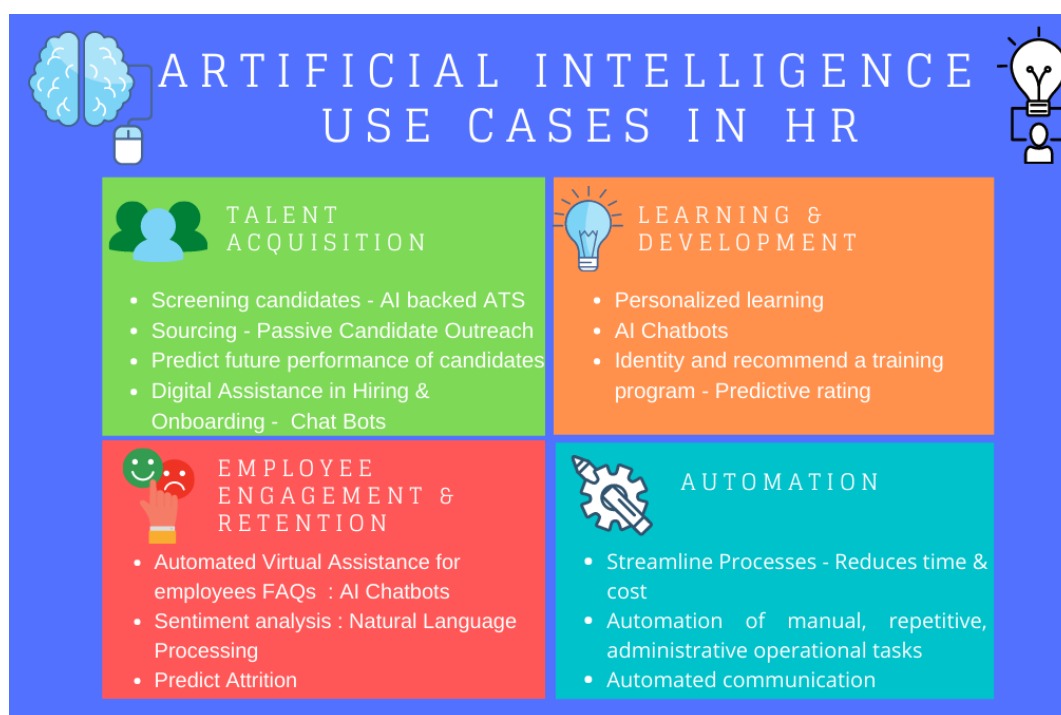 ARTIFICIAL INTELLIGENCE
USE CASES IN HR
TALENT
ACQUISITION
• Screening candidates - AI backed ATS
• Sourcing - Passive Candidate Outreach
• Predict future performance of candidates
• Digital Assistance in Hiring &
Onboarding - Chat Bots
LEARNING &
DEVELOPMENT
• Personalized learning
• AI Chatbots
• Identity and recommend a training
program - Predictive rating
EMPLOYEE
ENGAGEMENT &
RETENTION
• Automated Virtual Assistance for
employees FAQs : AI Chatbots
• Sentiment analysis : Natural Language
Processing
• Predict Attrition
AUTOMATION
• Streamline Processes - Reduces time &
cost
• Automation of manual, repetitive,
administrative operational tasks
• Automated communication